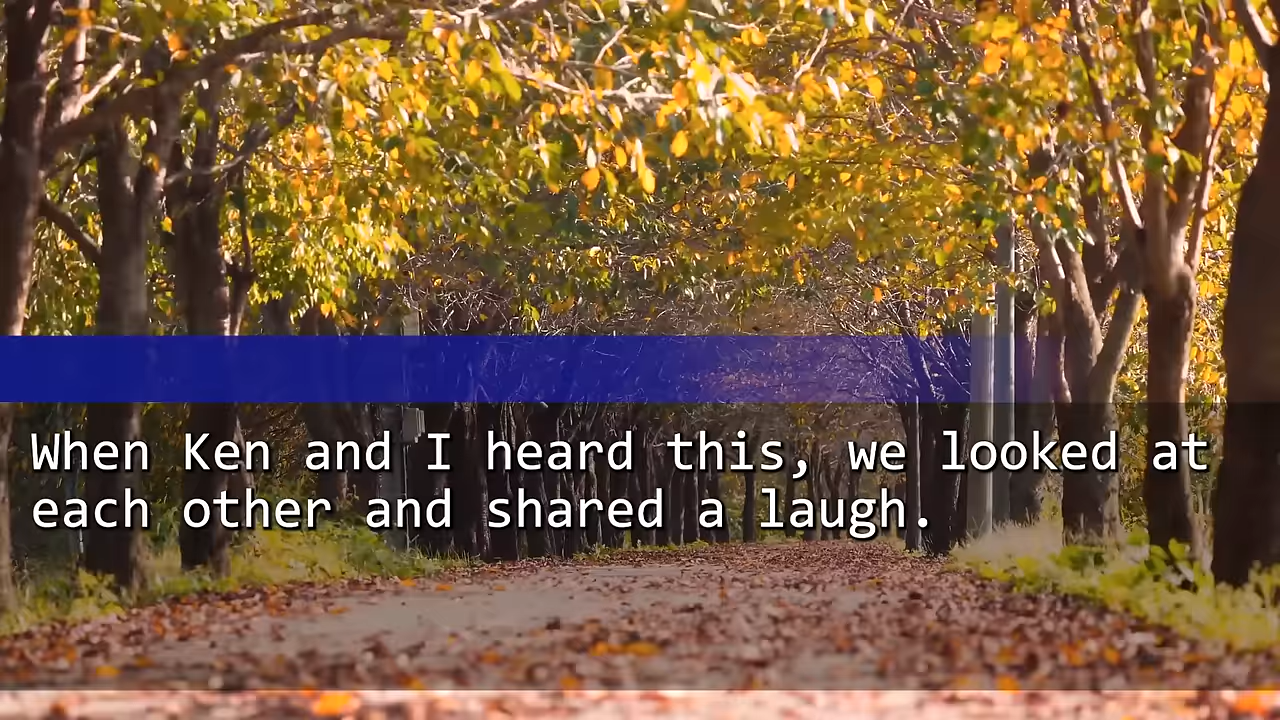 When Ken and I heard this, we looked at
each other and shared a laugh.